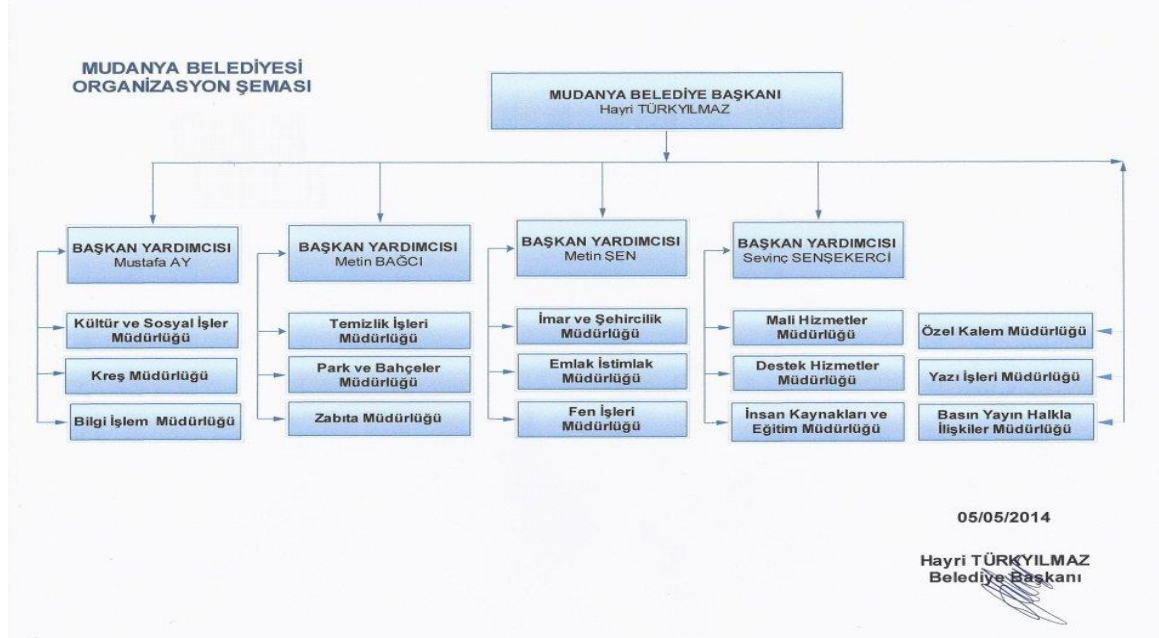 MUDANYA BELEDİYESİ
ORGANİZASYON ŞEMASI
MUDANYA BELEDİYE BAŞKANI
Hayri TÜRKYILMAZ
BAŞKAN YARDIMCISI
Mustafa AY
Kültür ve Sosyal İşler
Müdürlüğü
Kreş Müdürlüğü
Bilgi İşlem Müdürlüğü
BAŞKAN YARDIMCISI
Metin BAĞCI
Temizlik İşleri
Müdürlüğü
Park ve Bahçeler
Müdürlüğü
Zabıta Müdürlüğü
BAŞKAN YARDIMCISI
Metin ŞEN
İmar ve Şehircilik
Müdürlüğü
Emlak İstimlak
Müdürlüğü
Fen İşleri
Müdürlüğü
BAŞKAN YARDIMCISI
Sevinç SENŞEKERCİ
Mali Hizmetler
Müdürlüğü
Destek Hizmetler
Müdürlüğü
İnsan Kaynakları ve
Eğitim Müdürlüğü
Özel Kalem Müdürlüğü
Yazı İşleri Müdürlüğü
Basın Yayın Halkla
İlişkiler Müdürlüğü
05/05/2014
Hayri TÜRKYILMAZ
Belediye Başkanı